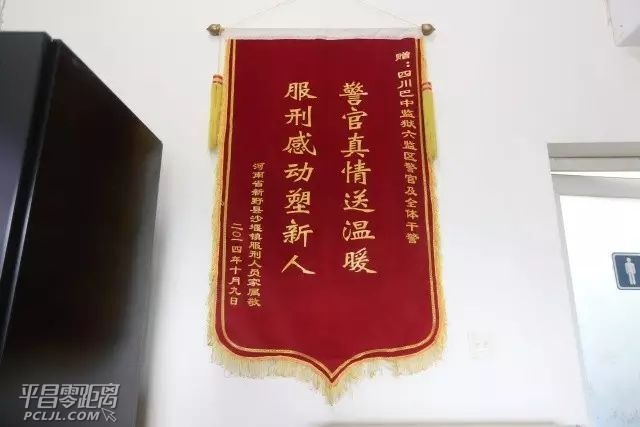 赠：四川巴中监狱六监区警官及全体干警
警官真情送温暖
服刑感动塑新人
河南省新野县沙堰镇服刑人员家属敬
二〇一四年十月九日
平昌零距离
PCLJL.COM